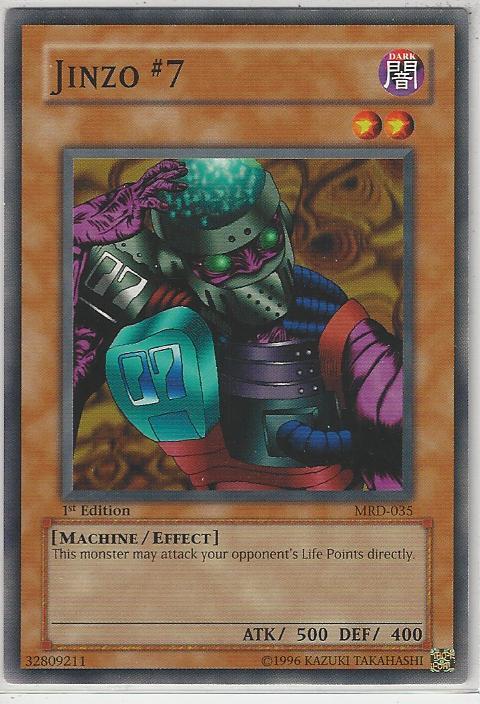 JINZO #7
DARK
闇
1st Edition
MRD-035
[MACHINE/EFFECT]
This monster may attack your opponent's Life Points directly.
ATK/ 500 DEF/ 400
32809211
©1996 KAZUKI TAKAHASHI